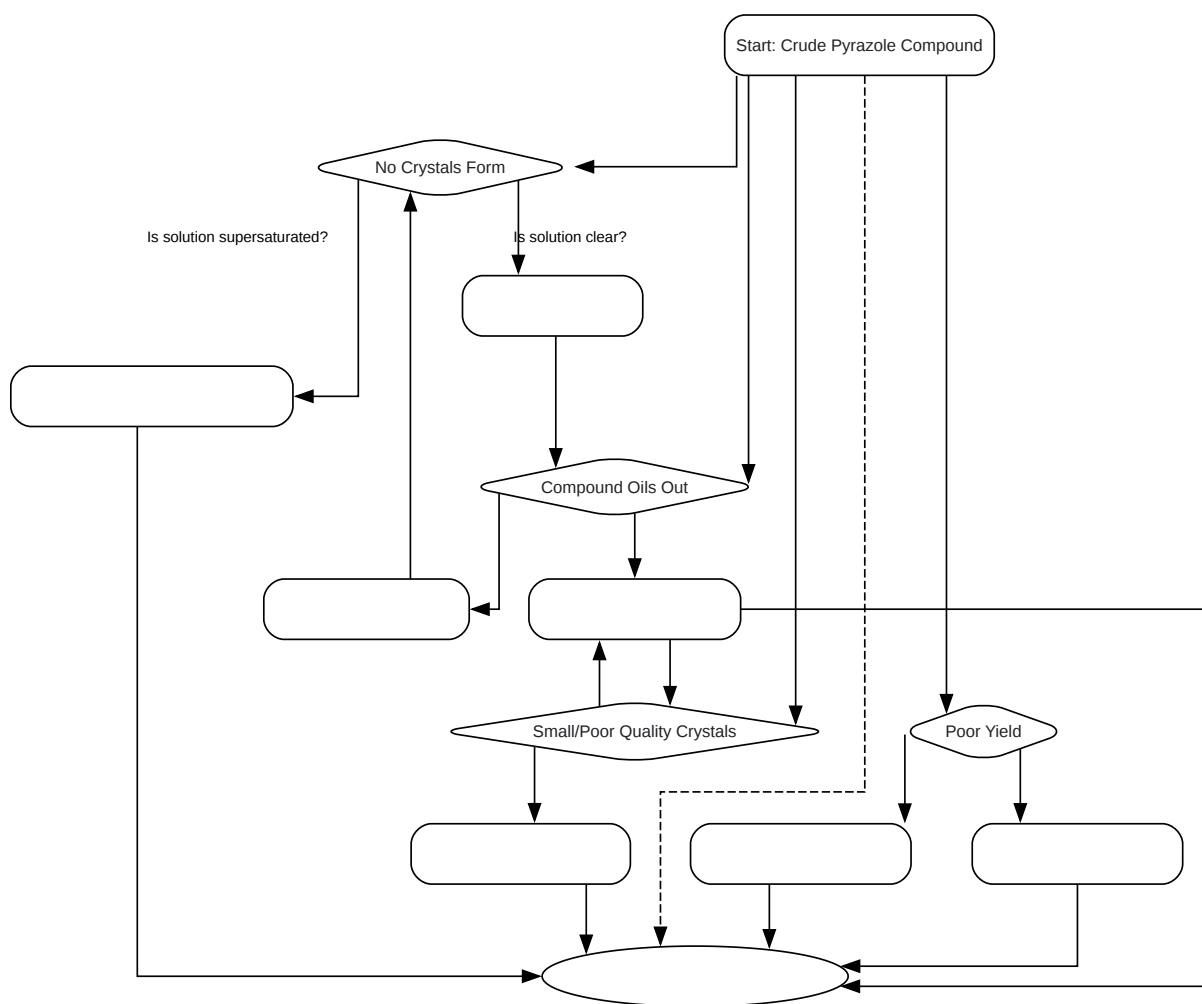 Start: Crude Pyrazole Compound
No Crystals Form
Is solution supersaturated?
Is solution clear?
Compound Oils Out
Small/Poor Quality Crystals
Poor Yield